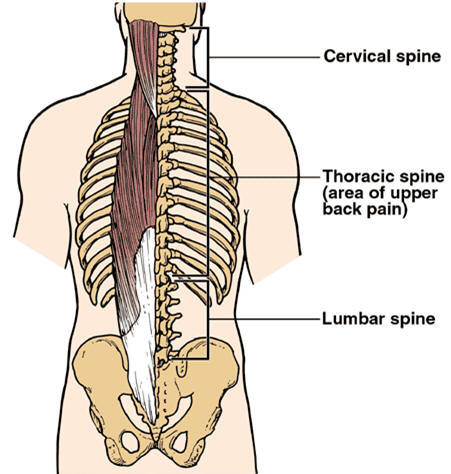 Cervical spine
Thoracic spine
(area of upper
back pain)
Lumbar spine